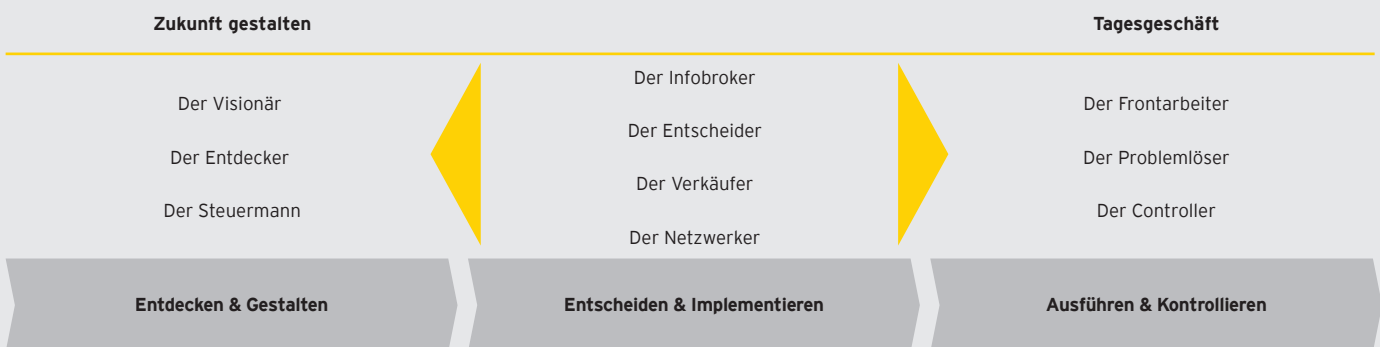 Zukunft gestalten
Tagesgeschäft
Der Visionär
Der Entdecker
Der Steuermann
Der Infobroker
Der Entscheider
Der Verkäufer
Der Netzwerker
Der Frontarbeiter
Der Problemlöser
Der Controller
Entdecken & Gestalten
Entscheiden & Implementieren
Ausführen & Kontrollieren